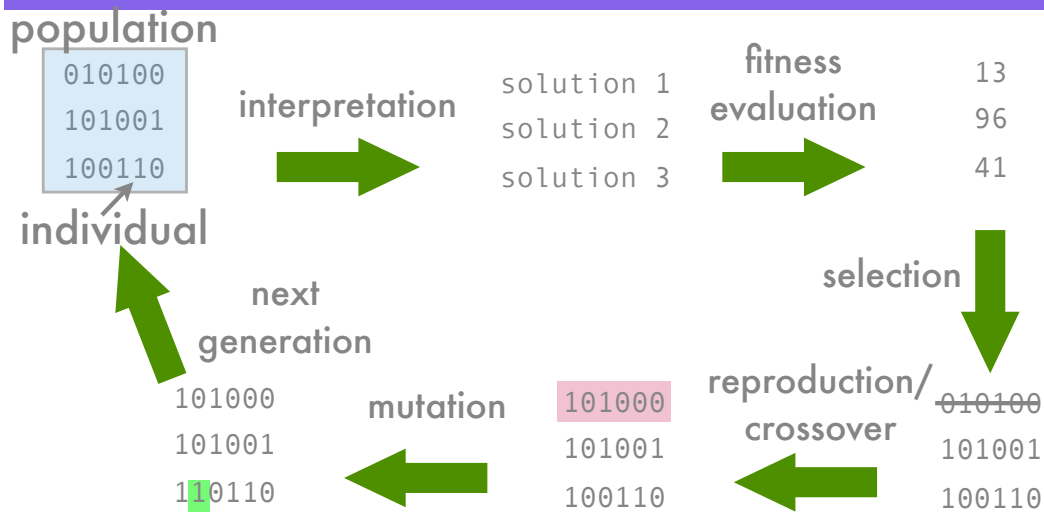 population
010100
101001
100110
individual
interpretation
solution 1
solution 2
solution 3
fitness
evaluation
13
96
41
selection
010100
101001
100110
reproduction/
crossover
101000
101001
100110
mutation
101000
101001
110110
next
generation